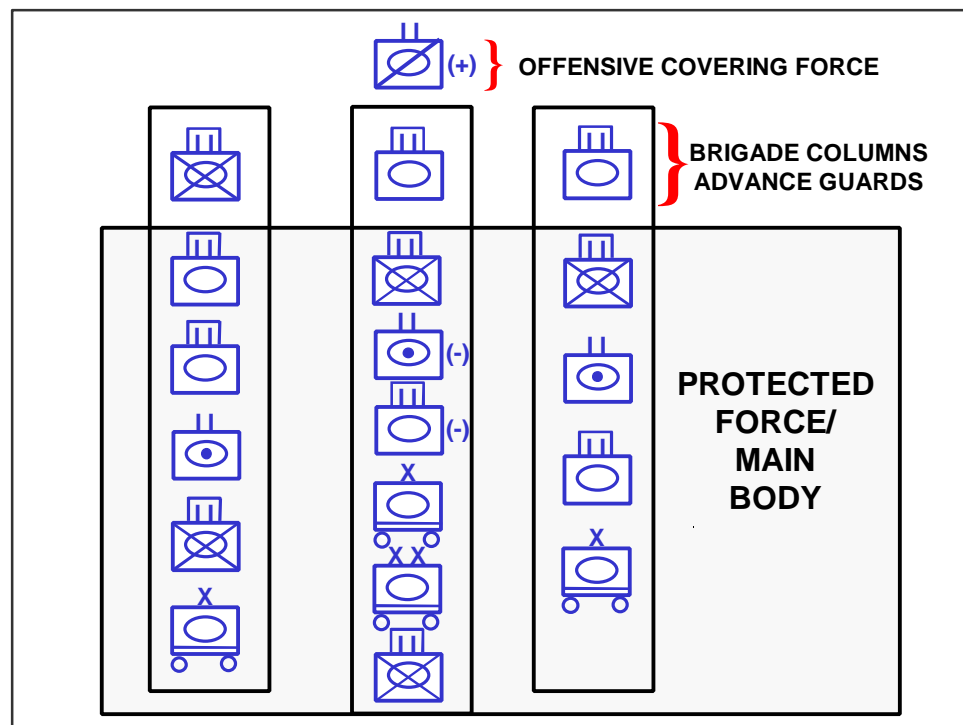 (+)
OFFENSIVE COVERING FORCE
BRIGADE COLUMNS
ADVANCE GUARDS
(-)
(-)
X
X X
X
X
PROTECTED
FORCE/
MAIN
BODY